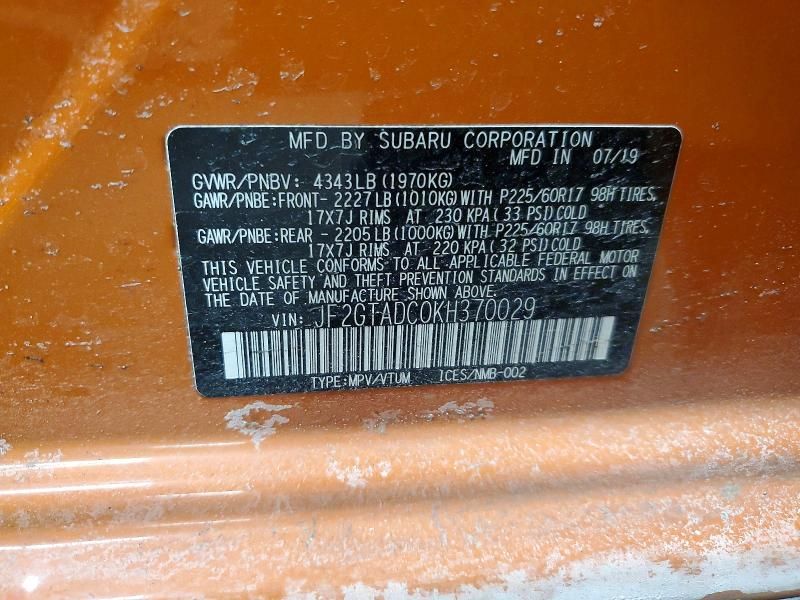 MFD BY SUBARU CORPORATION
MFD IN 07/19
GVWR/PNBV: 4343LB(1970KG)
GAWR/PNBE:FRONT-2227LB(1010KG)WITH P225/60R17 98H TIRES,
17X7J RIMS AT 230 KPA(33 PSI)COLD
GAWR/PNBE:REAR -2205LB(1000KG)WITH P225/60R17 98H TIRES,
17X7J RIMS AT 220 KPA(32 PSI)COLD
THIS VEHICLE CONFORMS TO ALL APPLICABLE FEDERAL MOTOR
VEHICLE SAFETY AND THEFT PREVENTION STANDARDS IN EFFECT ON
THE DATE OF MANUFACTURE SHOWN ABOVE.
VIN: JF2GTADC0KH370029
TYPE:MPV/VTUM ICES/NMB-002